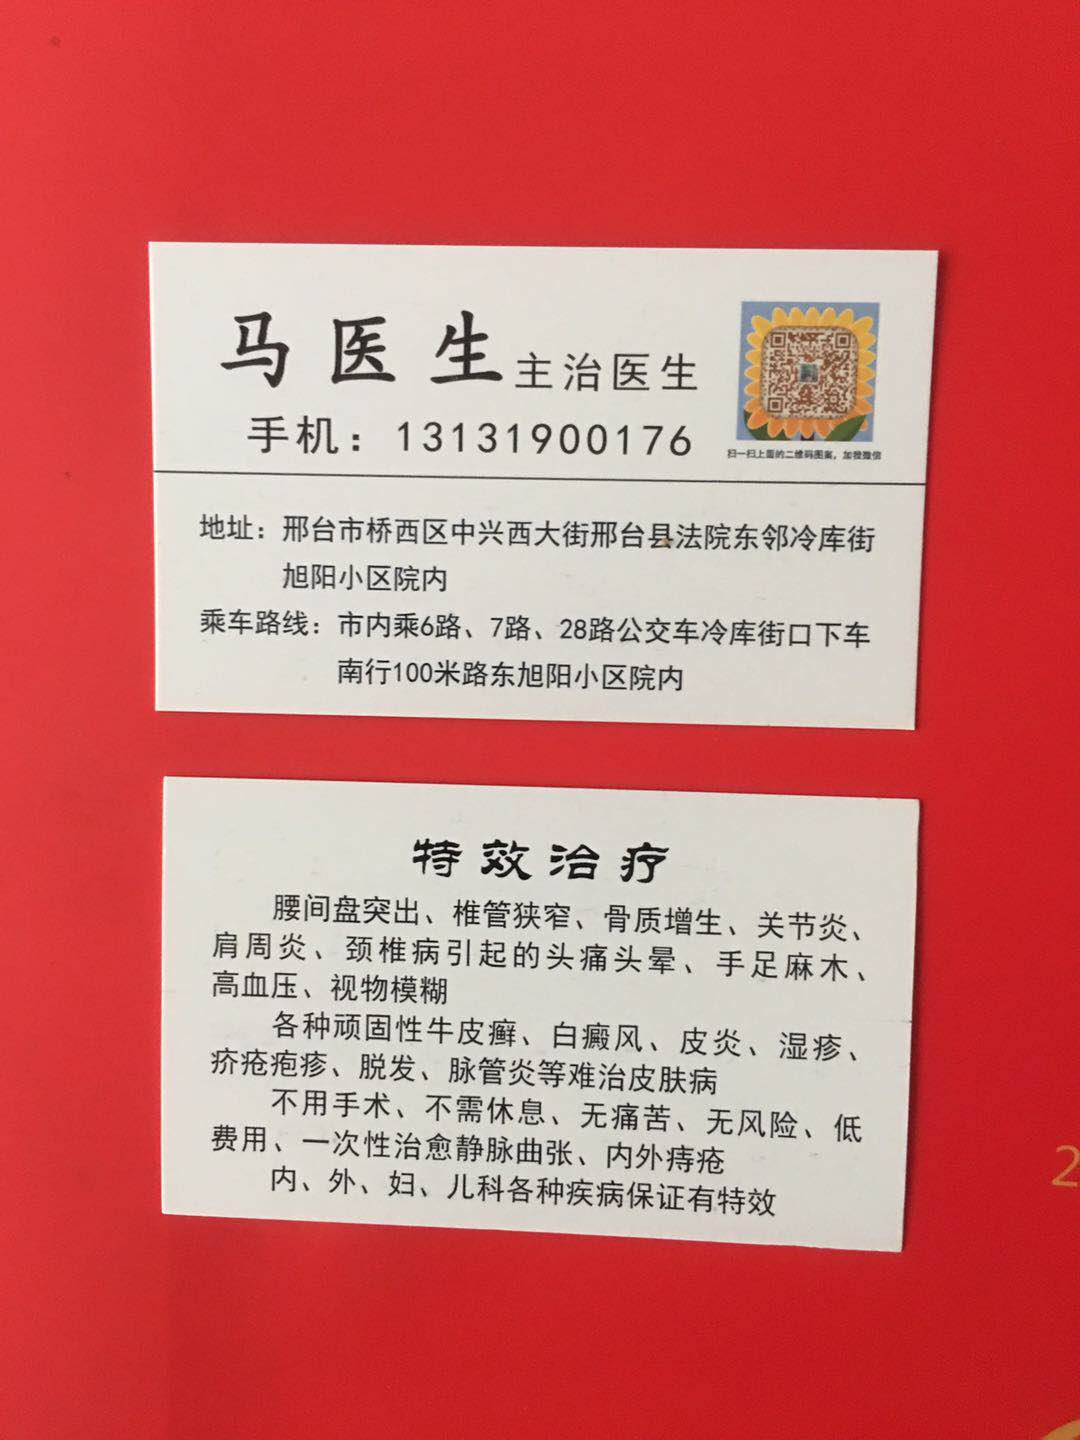 马医生 主治医生
手机：13131900176
扫一扫上面的二维码图案，加我微信
地址：邢台市桥西区中兴西大街邢台县法院东邻冷库街
旭阳小区院内
乘车路线：市内乘6路、7路、28路公交车冷库街口下车
南行100米路东旭阳小区院内
特效治疗
腰间盘突出、椎管狭窄、骨质增生、关节炎、
肩周炎、颈椎病引起的头痛头晕、手足麻木、
高血压、视物模糊
各种顽固性牛皮癣、白癜风、皮炎、湿疹、
疥疮疱疹、脱发、脉管炎等难治皮肤病
不用手术、不需休息、无痛苦、无风险、低
费用、一次性治愈静脉曲张、内外痔疮
内、外、妇、儿科各种疾病保证有特效
2